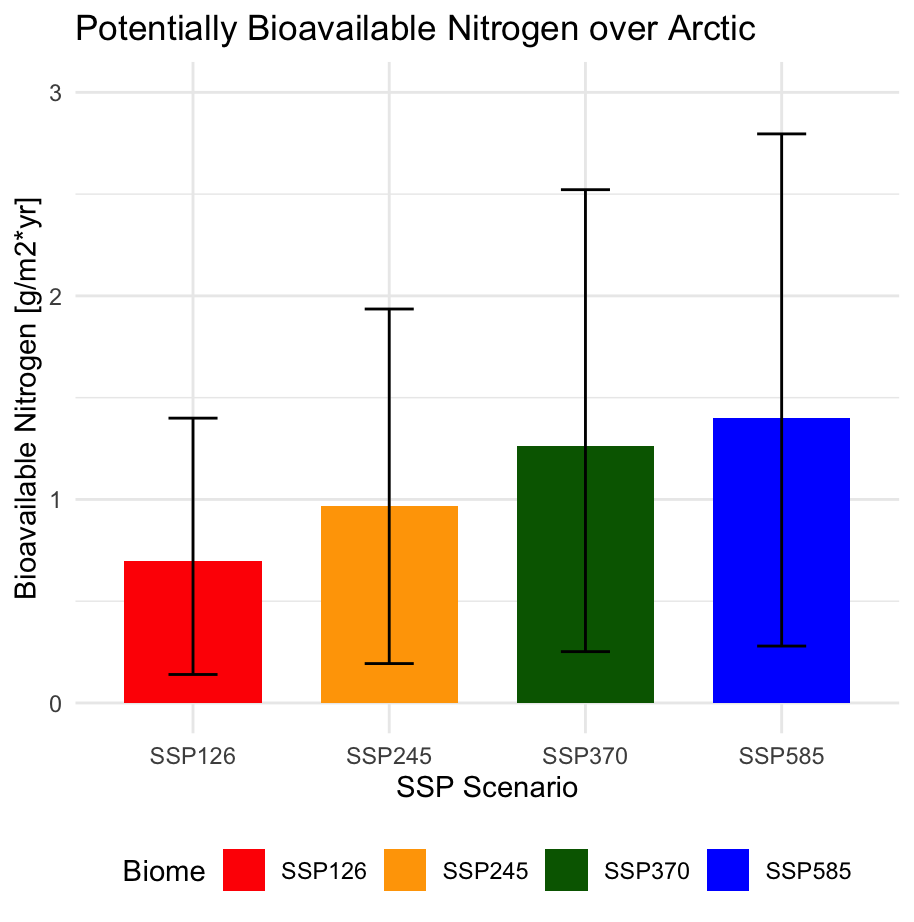 Potentially Bioavailable Nitrogen over Arctic
Bioavailable Nitrogen [g/m2*yr]
3
2
1
0
SSP126 SSP245 SSP370 SSP585
SSP Scenario
Biome SSP126 SSP245 SSP370 SSP585